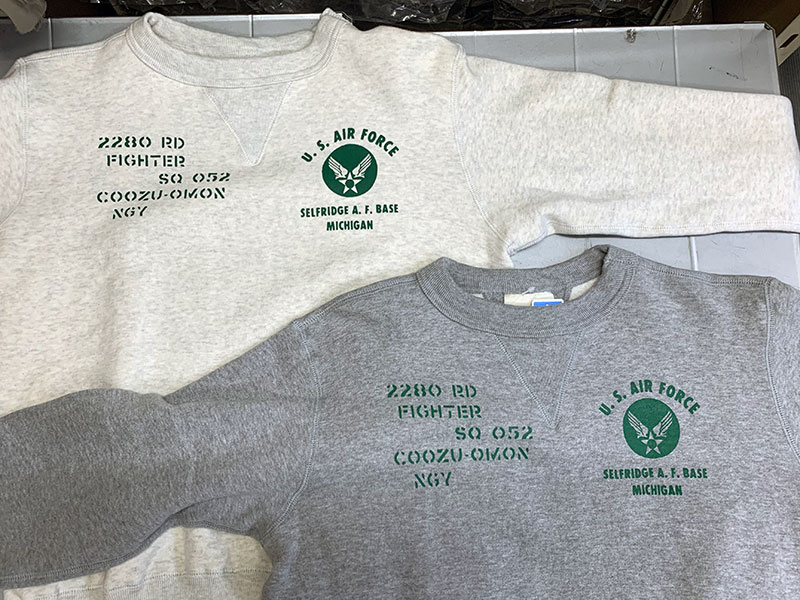 2280 RD
FIGHTER
SQ 052
COOZU-OMON
NGY
U. S. AIR FORCE
SELFRIDGE A. F. BASE
MICHIGAN
2280 RD
FIGHTER
SQ 052
COOZU-OMON
NGY
U. S. AIR FORCE
SELFRIDGE A. F. BASE
MICHIGAN